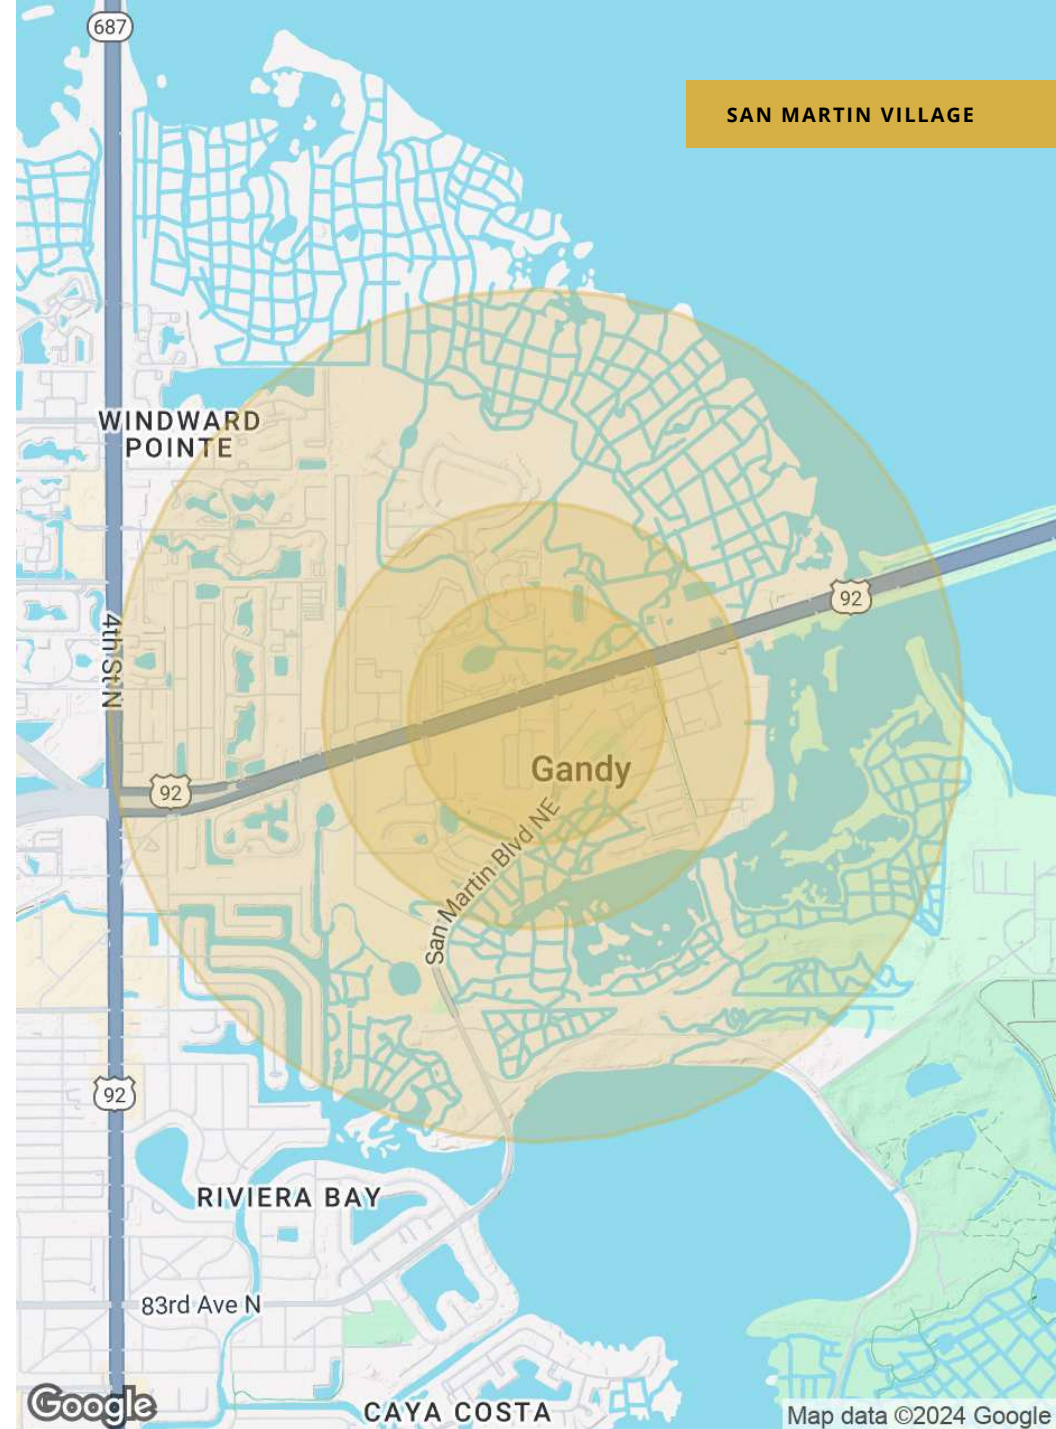 687
SAN MARTIN VILLAGE
WINDWARD
POINTE
92
4th St N
Gandy
92
San Martin Blvd NE
92
RIVIERA BAY
83rd Ave N
Google
CAYA COSTA
Map data ©2024 Google